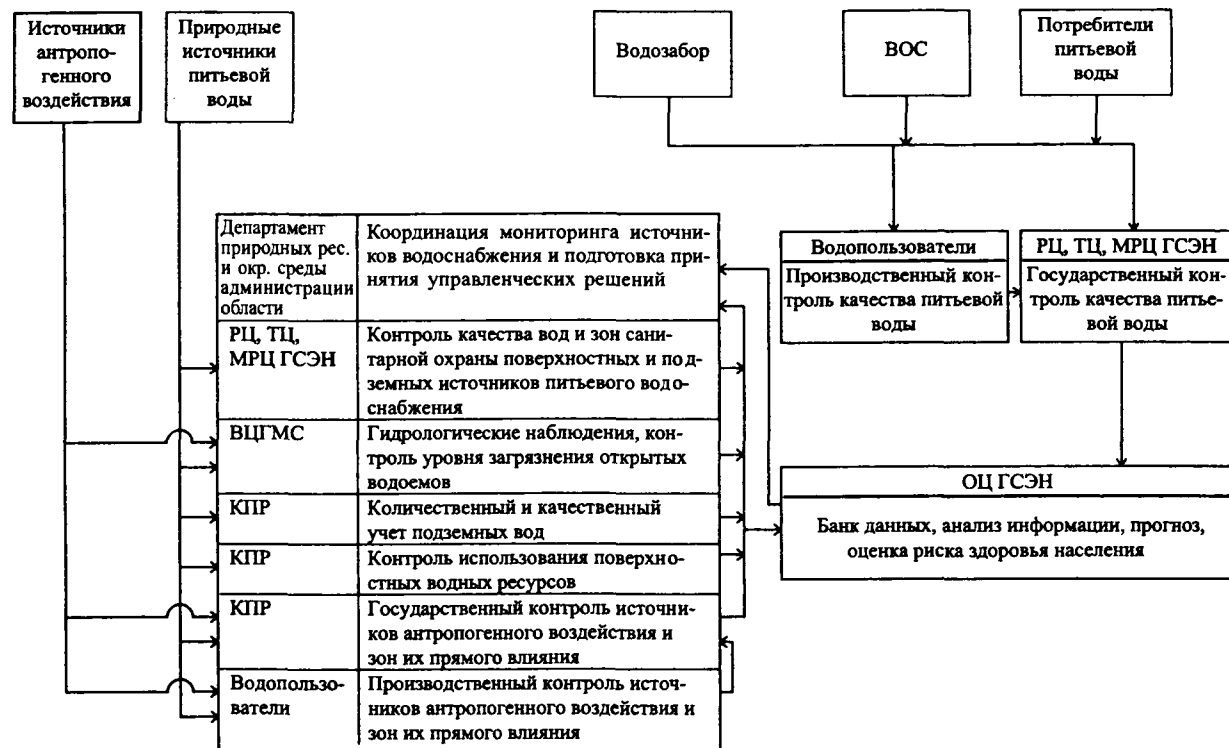 Источники
антропо-
генного
воздействия
Природные
источники
питьевой
воды
Водозабор
ВОС
Потребители
питьевой
воды
Департамент
природных рес.
и окр. среды
администрации
области
Координация мониторинга источни-
ков водоснабжения и подготовка при-
нятия управленческих решений
РЦ, ТЦ,
МРЦ ГСЭН
Контроль качества вод и зон сани-
тарной охраны поверхностных и под-
земных источников питьевого водо-
снабжения
ВЦГМС
Гидрологические наблюдения, кон-
троль уровня загрязнения открытых
водоемов
КПР
Количественный и качественный
учет подземных вод
КПР
Контроль использования поверхно-
стных водных ресурсов
КПР
Государственный контроль источни-
ков антропогенного воздействия и
зон их прямого влияния
Водопользо-
ватели
Производственный контроль источ-
ников антропогенного воздействия и
зон их прямого влияния
Водопользователи
Производственный кон-
троль качества питьевой
воды
РЦ, ТЦ, МРЦ ГСЭН
Государственный кон-
троль качества питье-
вой воды
ОЦ ГСЭН
Банк данных, анализ информации, прогноз,
оценка риска здоровья населения